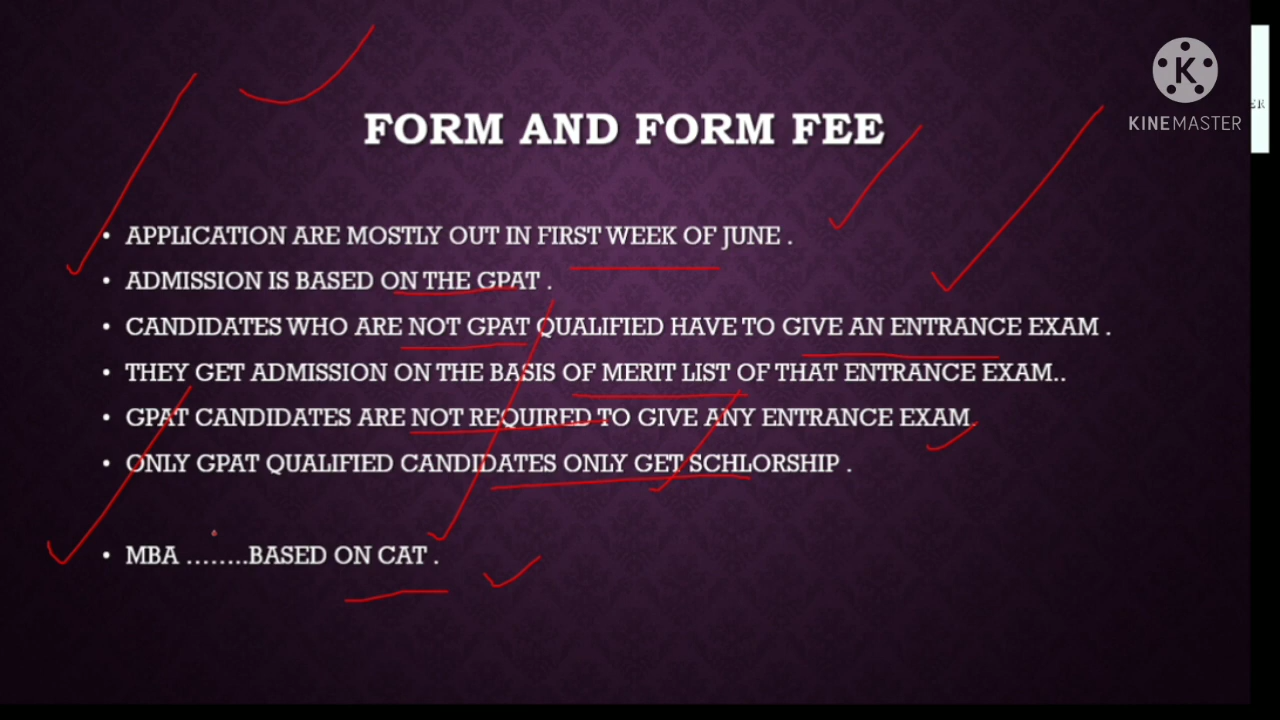 FORM AND FORM FEE
• APPLICATION ARE MOSTLY OUT IN FIRST WEEK OF JUNE .
• ADMISSION IS BASED ON THE GPAT .
• CANDIDATES WHO ARE NOT GPAT QUALIFIED HAVE TO GIVE AN ENTRANCE EXAM .
• THEY GET ADMISSION ON THE BASIS OF MERIT LIST OF THAT ENTRANCE EXAM..
• GPAT CANDIDATES ARE NOT REQUIRED TO GIVE ANY ENTRANCE EXAM.
• ONLY GPAT QUALIFIED CANDIDATES ONLY GET SCHLORSHIP .
• MBA ........BASED ON CAT .
K
KINEMASTER